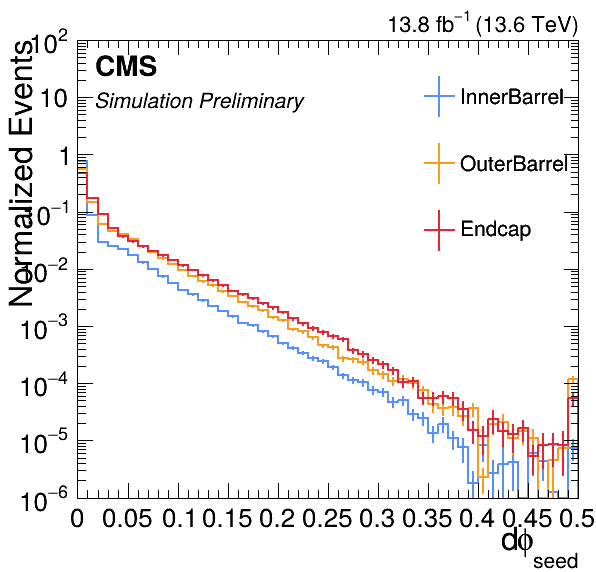 13.8 fb⁻¹ (13.6 TeV)
CMS
Simulation Preliminary
InnerBarrel
OuterBarrel
Endcap
Normalized Events
10²
10
1
10⁻¹
10⁻²
10⁻³
10⁻⁴
10⁻⁵
10⁻⁶
0 0.05 0.1 0.15 0.2 0.25 0.3 0.35 0.4 0.45 0.5
dϕ_seed